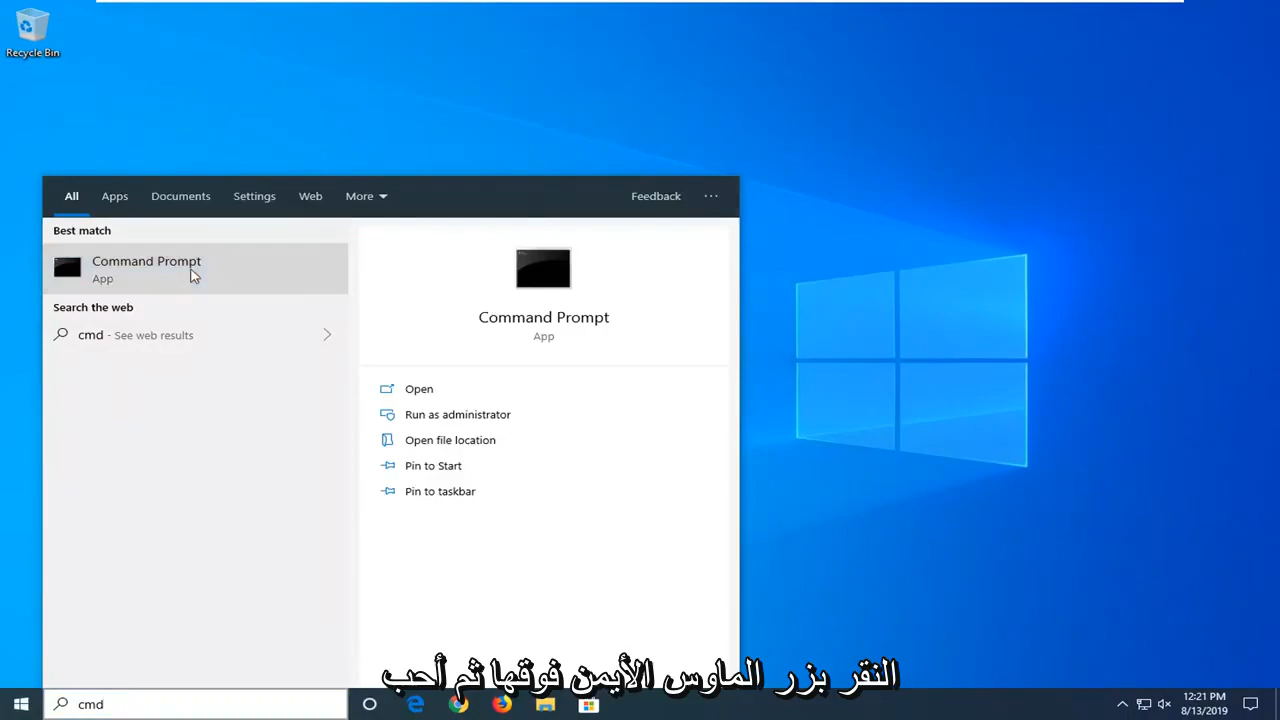 Recycle Bin
All
Apps
Documents
Settings
Web
More
Feedback
Best match
Command Prompt
App
Search the web
cmd - See web results
Command Prompt
App
Open
Run as administrator
Open file location
Pin to Start
Pin to taskbar
النقر بزر الماوس الأيمن فوقها ثم أحب
cmd
12:21 PM
8/13/2019